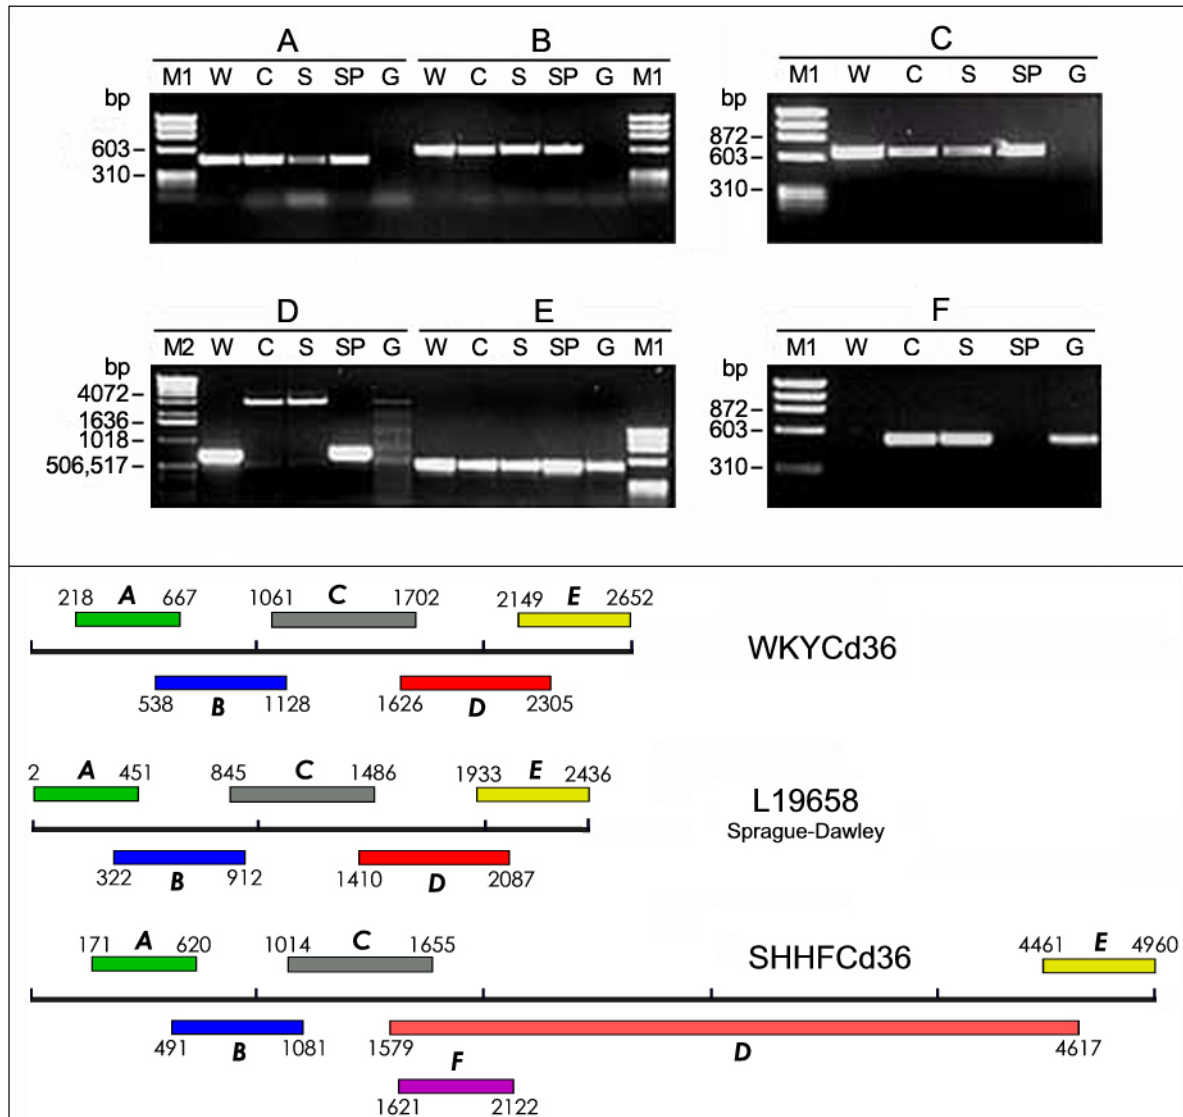 A B
M1 W C S SP G W C S SP G M1
bp
603
310
C
M1 W C S SP G
bp
872
603
310
D E
M2 W C S SP G W C S SP G M1
bp
4072
1636
1018
506,517
F
M1 W C S SP G
bp
872
603
310
218 A 667 1061 C 1702 2149 E 2652
WKYCd36
538 B 1128 1626 D 2305
2 A 451 845 C 1486 1933 E 2436
L19658
Sprague-Dawley
322 B 912 1410 D 2087
171 A 620 1014 C 1655 4461 E 4960
SHHFCd36
491 B 1081 1579 D 4617
F
1621 2122